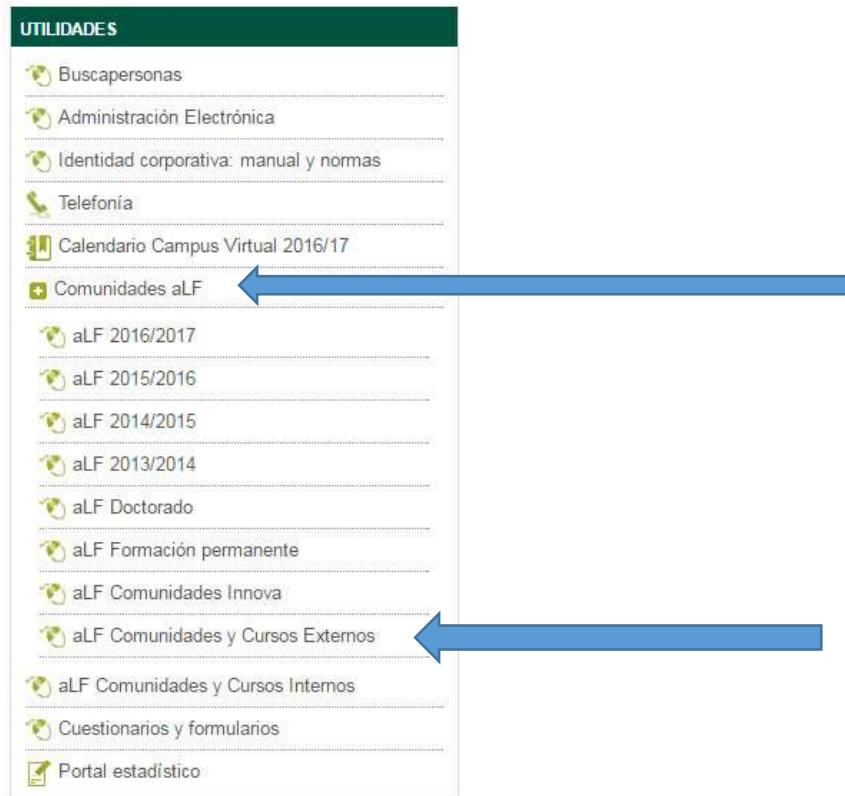 UTILIDADES
Buscapersonas
Administración Electrónica
Identidad corporativa: manual y normas
Telefonía
Calendario Campus Virtual 2016/17
Comunidades aLF
aLF 2016/2017
aLF 2015/2016
aLF 2014/2015
aLF 2013/2014
aLF Doctorado
aLF Formación permanente
aLF Comunidades Innova
aLF Comunidades y Cursos Externos
aLF Comunidades y Cursos Internos
Cuestionarios y formularios
Portal estadístico